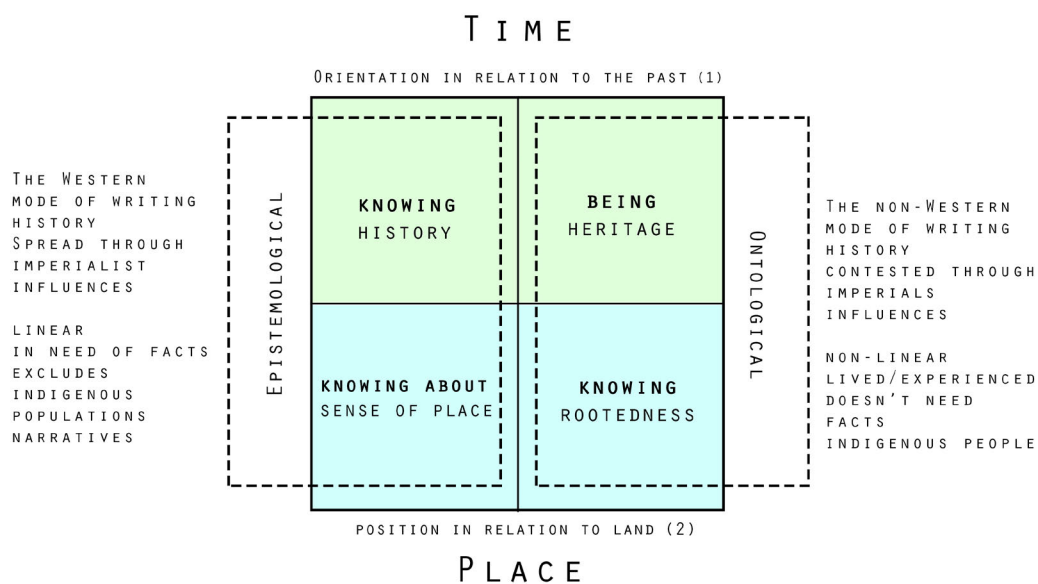 TIME
ORIENTATION IN RELATION TO THE PAST (1)
THE WESTERN
MODE OF WRITING
HISTORY
SPREAD THROUGH
IMPERIALIST
INFLUENCES
LINEAR
IN NEED OF FACTS
EXCLUDES
INDIGENOUS
POPULATIONS
NARRATIVES
EPISTEMOLOGICAL
KNOWING
HISTORY
BEING
HERITAGE
KNOWING ABOUT
SENSE OF PLACE
KNOWING
ROOTEDNESS
ONTOLOGICAL
THE NON-WESTERN
MODE OF WRITING
HISTORY
CONTESTED THROUGH
IMPERIALS
INFLUENCES
NON-LINEAR
LIVED/EXPERIENCED
DOESN'T NEED
FACTS
INDIGENOUS PEOPLE
POSITION IN RELATION TO LAND (2)
PLACE